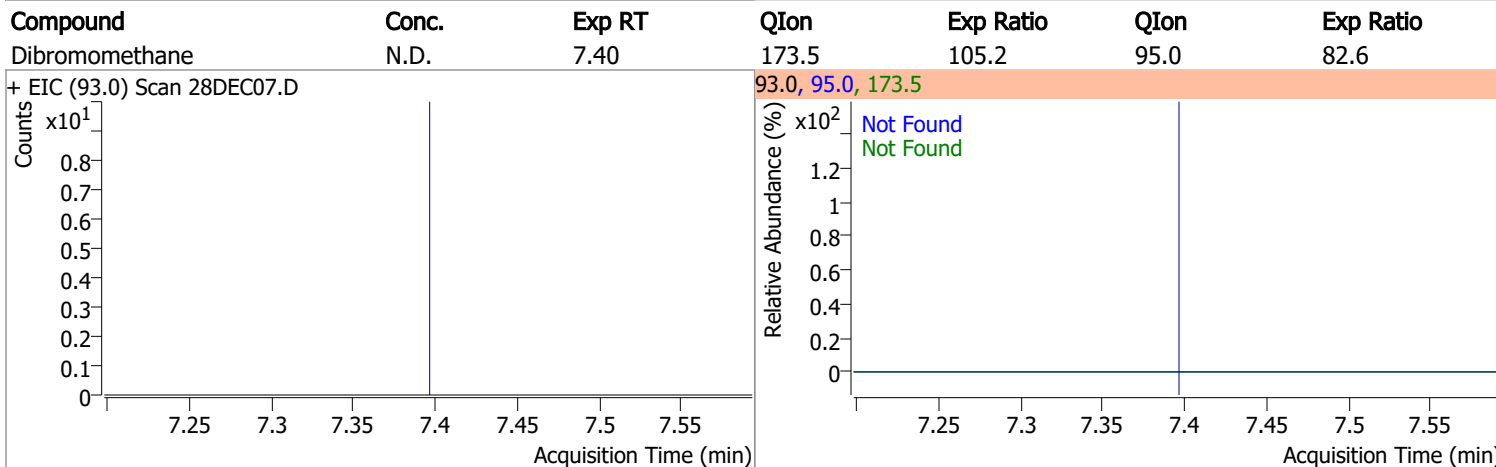 Compound Conc. Exp RT QIon Exp Ratio QIon Exp Ratio
Dibromomethane N.D. 7.40 173.5 105.2 95.0 82.6
+ EIC (93.0) Scan 28DEC07.D
Counts
x10¹
0.8
0.7
0.6
0.5
0.4
0.3
0.2
0.1
0
7.25 7.3 7.35 7.4 7.45 7.5 7.55
Acquisition Time (min)
93.0, 95.0, 173.5
Relative Abundance (%)
x10²
Not Found
Not Found
1.2
1
0.8
0.6
0.4
0.2
0
7.25 7.3 7.35 7.4 7.45 7.5 7.55
Acquisition Time (min)